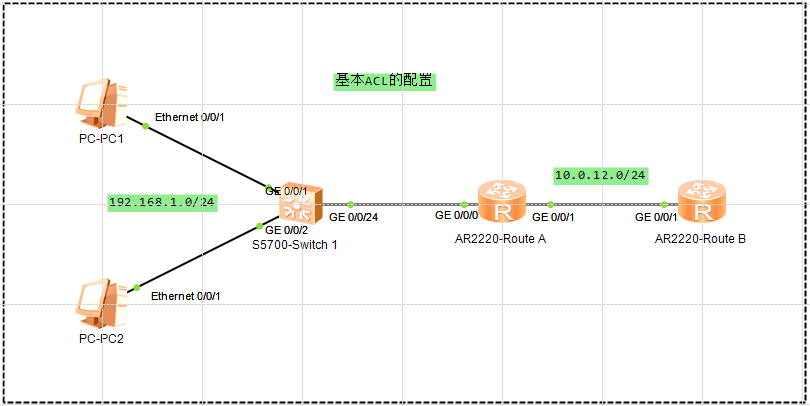 基本ACL的配置
Ethernet 0/0/1
PC-PC1
10.0.12.0/24
GE 0/0/1
192.168.1.0/24
GE 0/0/24
GE 0/0/0
GE 0/0/1
GE 0/0/1
GE 0/0/2
S5700-Switch 1
AR2220-Route A
AR2220-Route B
Ethernet 0/0/1
PC-PC2